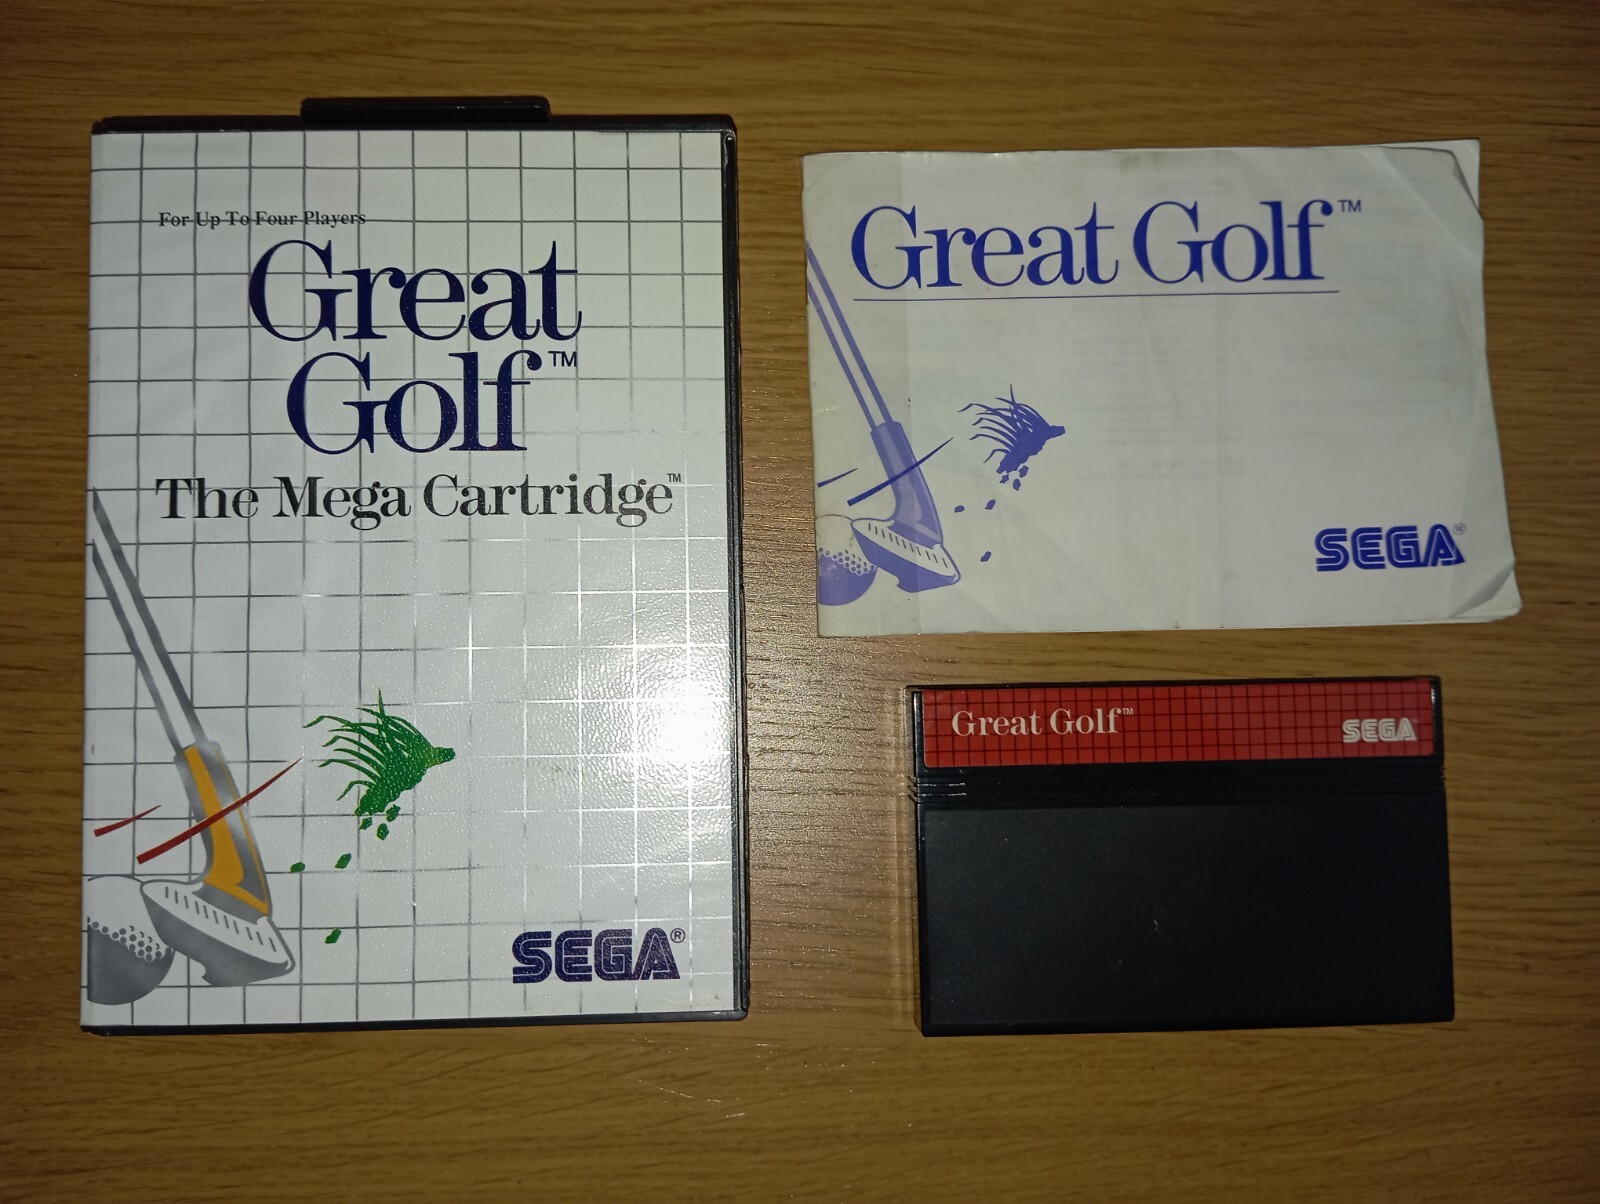 For Up To Four Players
Great
Golf™
The Mega Cartridge™
SEGA®
Great Golf™
SEGA®
Great Golf™
SEGA